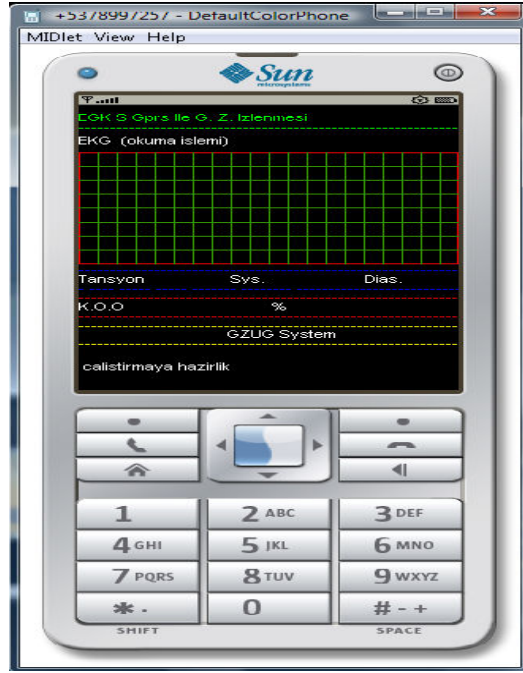 +5378997257 - DefaultColorPhone
MIDlet View Help
Sun
microsystems
EGK S Gprs Ile G. Z. Izlenmesi
EKG (okuma islemi)
Tansyon Sys. Dias.
K.O.O %
GZUG System
calistirmaya hazirlik
1 2 ABC 3 DEF
4 GHI 5 JKL 6 MNO
7 PQRS 8 TUV 9 WXYZ
* . 0 # - +
SHIFT SPACE